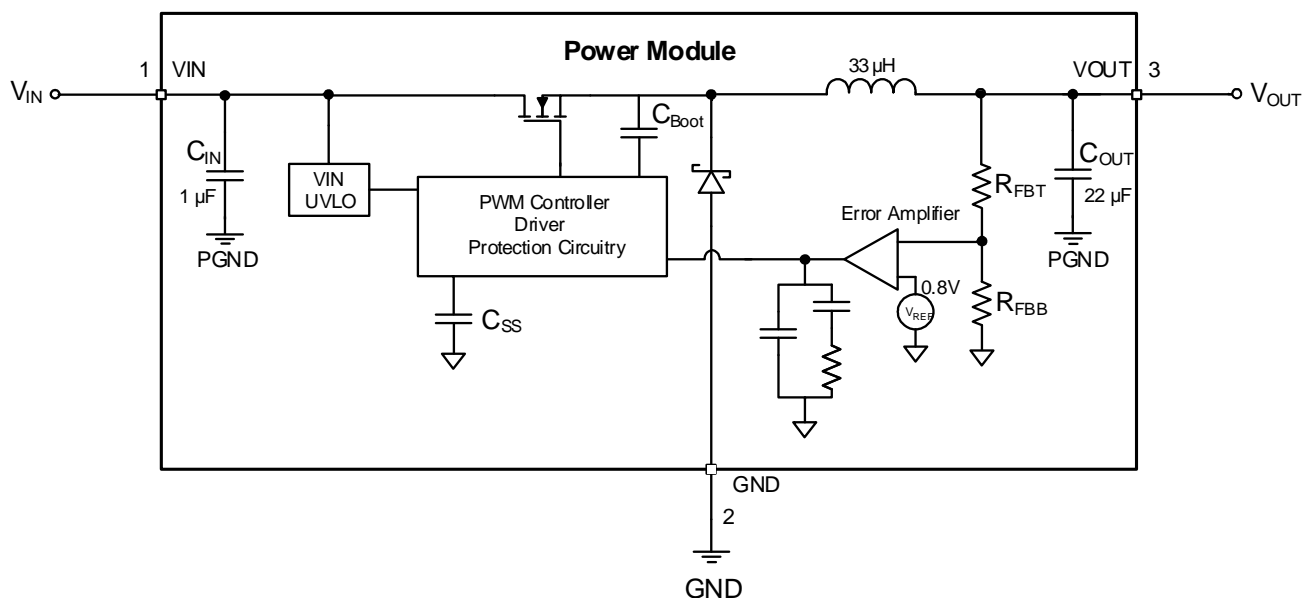 Power Module
1 VIN
33 µH
VOUT 3
VIN
VOUT
CBoot
CIN
1 µF
PGND
VIN
UVLO
PWM Controller
Driver
Protection Circuitry
CSS
Error Amplifier
0.8V
VREF
RFBT
RFBB
COUT
22 µF
PGND
GND
2
GND